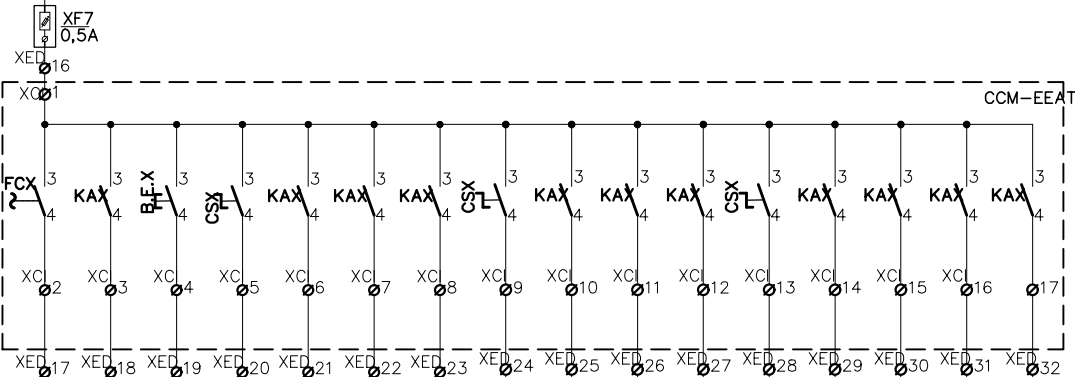 XF7
0,5A
XED 16
XCI 1
CCM-EEAT
3 3 3 3 3 3 3 3 3 3 3 3 3 3 3 3
FCX KAX B.E.X CSX KAX KAX KAX CSX KAX KAX KAX CSX KAX KAX KAX KAX
4 4 4 4 4 4 4 4 4 4 4 4 4 4 4 4
XCI XCI XCI XCI XCI XCI XCI XCI XCI XCI XCI XCI XCI XCI XCI
2 3 4 5 6 7 8 9 10 11 12 13 14 15 16 17
XED 17 XED 18 XED 19 XED 20 XED 21 XED 22 XED 23 XED 24 XED 25 XED 26 XED 27 XED 28 XED 29 XED 30 XED 31 XED 32